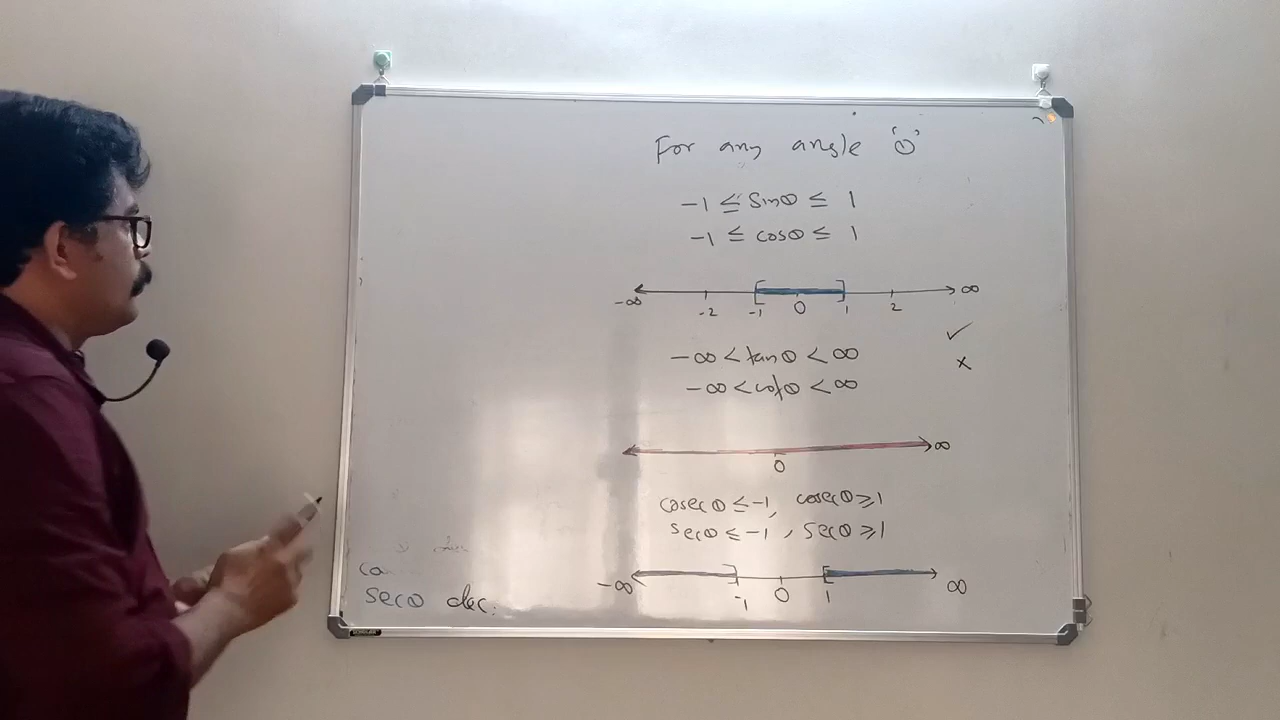 For any angle 'θ'
-1 ≤ Sinθ ≤ 1
-1 ≤ cosθ ≤ 1
-∞ -2 -1 0 1 2 ∞
✓
-∞ < tanθ < ∞
×
-∞ < cotθ < ∞
0 ∞
cosecθ ≤ -1, cosecθ ≥ 1
secθ ≤ -1, Secθ ≥ 1
-∞ -1 0 1 ∞
Secθ dec: